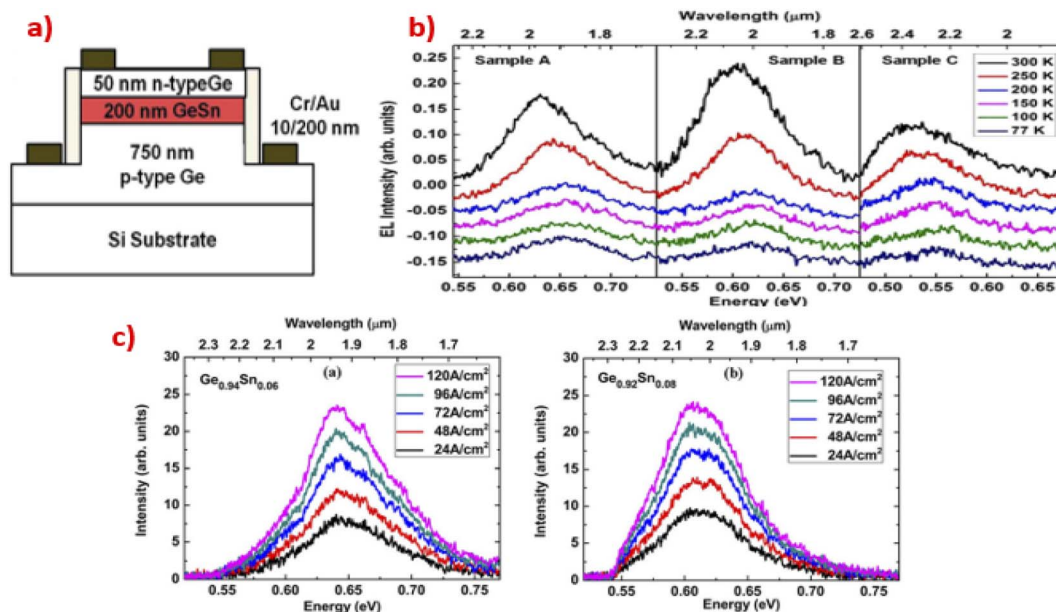 a)
50 nm n-typeGe
200 nm GeSn
750 nm
p-type Ge
Si Substrate
Cr/Au
10/200 nm
b)
Wavelength (μm)
2.2 2 1.8 2.2 2 2.6 2.4 2.2 2
Sample A
Sample B
Sample C
300 K
250 K
200 K
150 K
100 K
77 K
EL Intensity (arb. units)
0.20
0.15
0.10
0.05
0.00
-0.05
-0.10
-0.15
0.55 0.60 0.65 0.55 0.60 0.65 0.70 0.50 0.55 0.60 0.65
Energy (eV)
c)
Wavelength (μm)
2.3 2.2 2.1 2 1.9 1.8 1.7
Ge0.94Sn0.06
(a)
120A/cm²
96A/cm²
72A/cm²
48A/cm²
24A/cm²
Intensity (arb. units)
30
25
20
15
10
5
0
0.55 0.60 0.65 0.70 0.75
Energy (eV)
Wavelength (μm)
2.3 2.2 2.1 2 1.9 1.8 1.7
Ge0.92Sn0.08
(b)
120A/cm²
96A/cm²
72A/cm²
48A/cm²
24A/cm²
Intensity (arb. units)
30
25
20
15
10
5
0
0.55 0.60 0.65 0.70 0.75
Energy (eV)